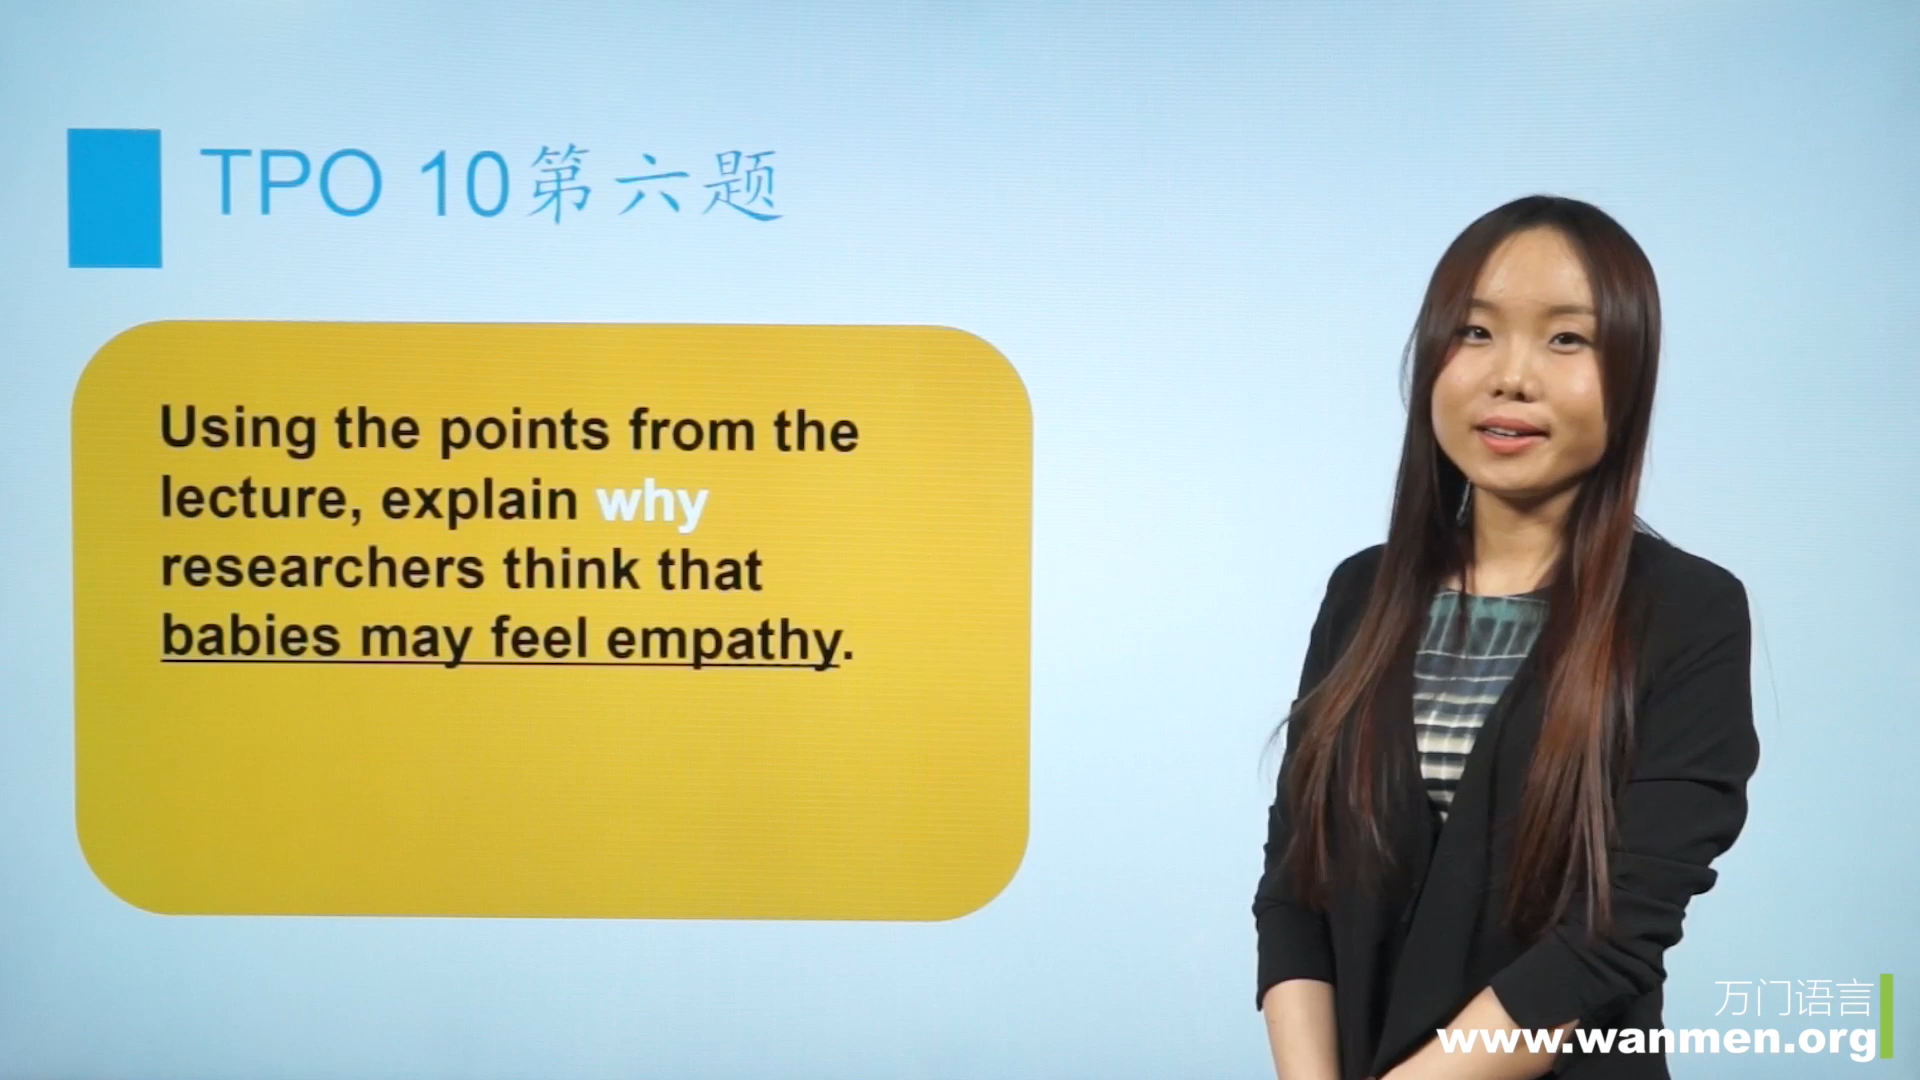 TPO 10第六题
Using the points from the
lecture, explain why
researchers think that
babies may feel empathy.
万门语言
www.wanmen.org